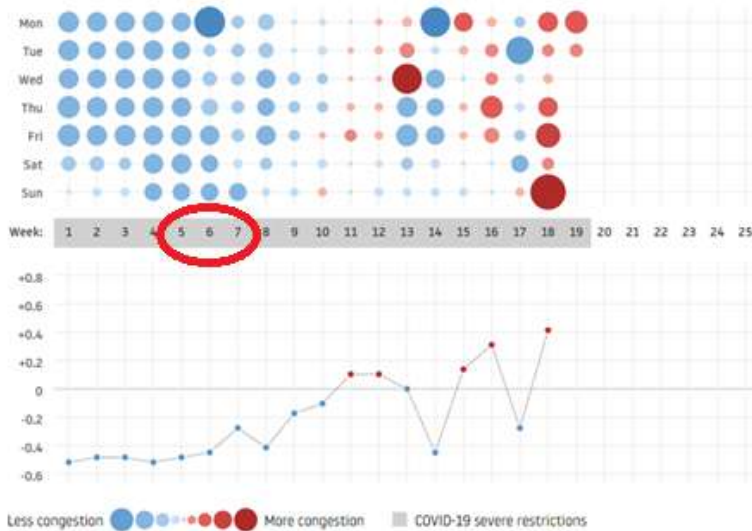 Mon
Tue
Wed
Thu
Fri
Sat
Sun
Week: 1 2 3 4 5 6 7 8 9 10 11 12 13 14 15 16 17 18 19 20 21 22 23 24 25
+0.8
+0.6
+0.4
+0.2
0
-0.2
-0.4
-0.6
Less congestion More congestion COVID-19 severe restrictions